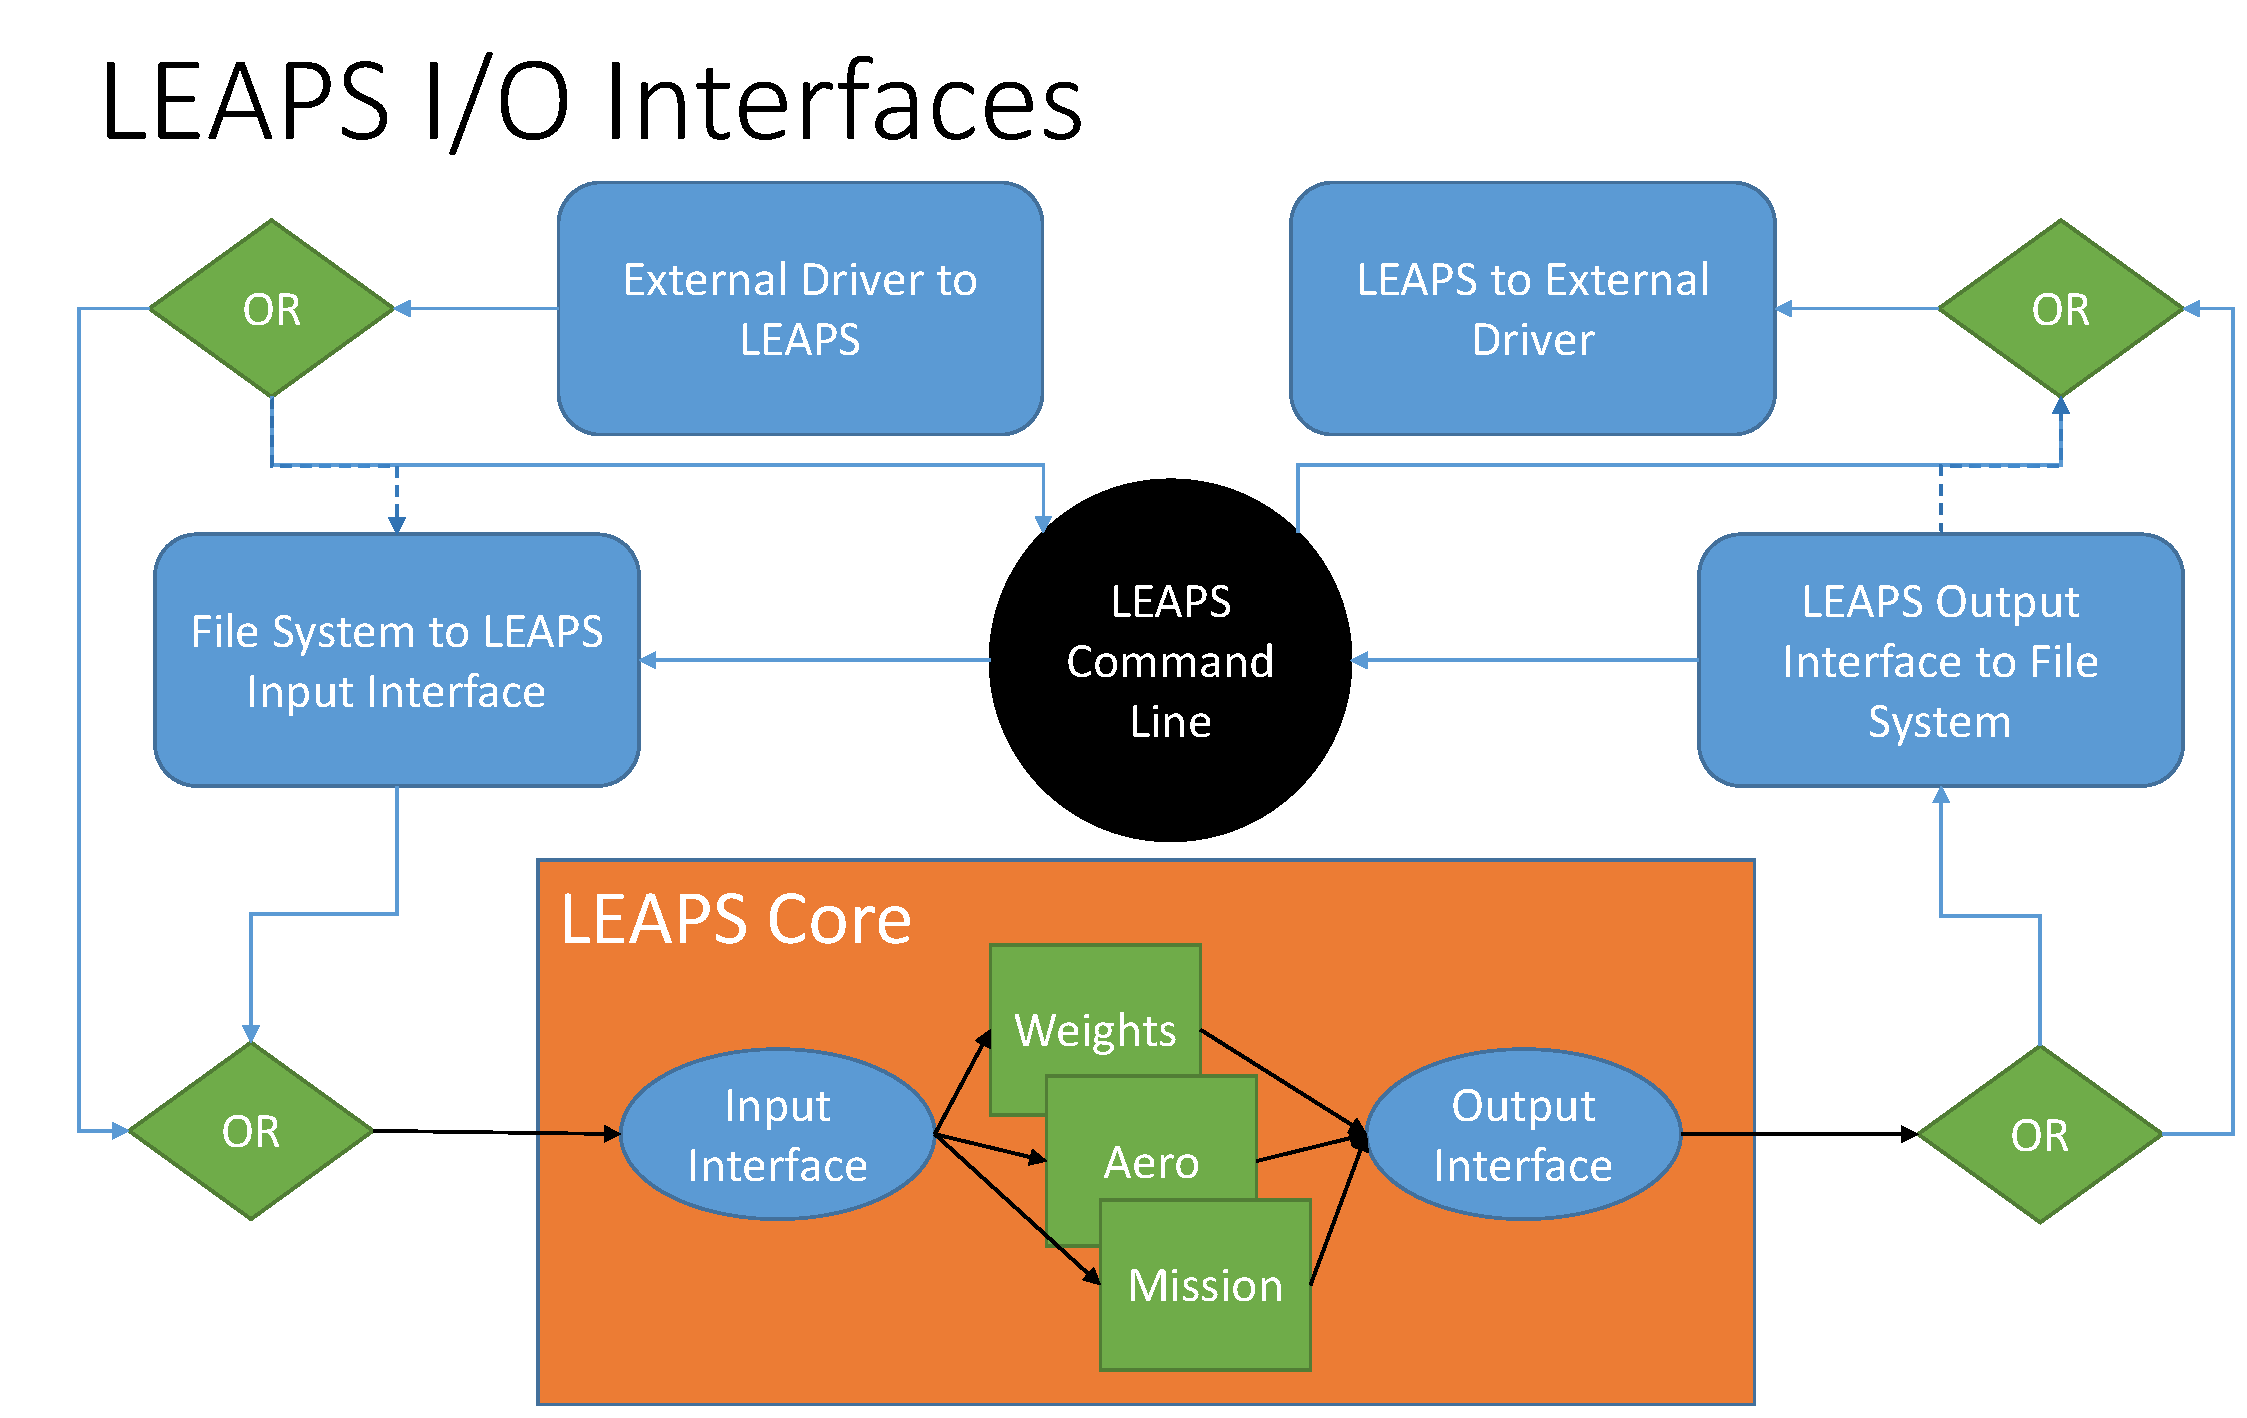 LEAPS I/O Interfaces
OR
External Driver to
LEAPS
LEAPS to External
Driver
OR
File System to LEAPS
Input Interface
LEAPS
Command
Line
LEAPS Output
Interface to File
System
LEAPS Core
Weights
Aero
Mission
Input
Interface
Output
Interface
OR
OR